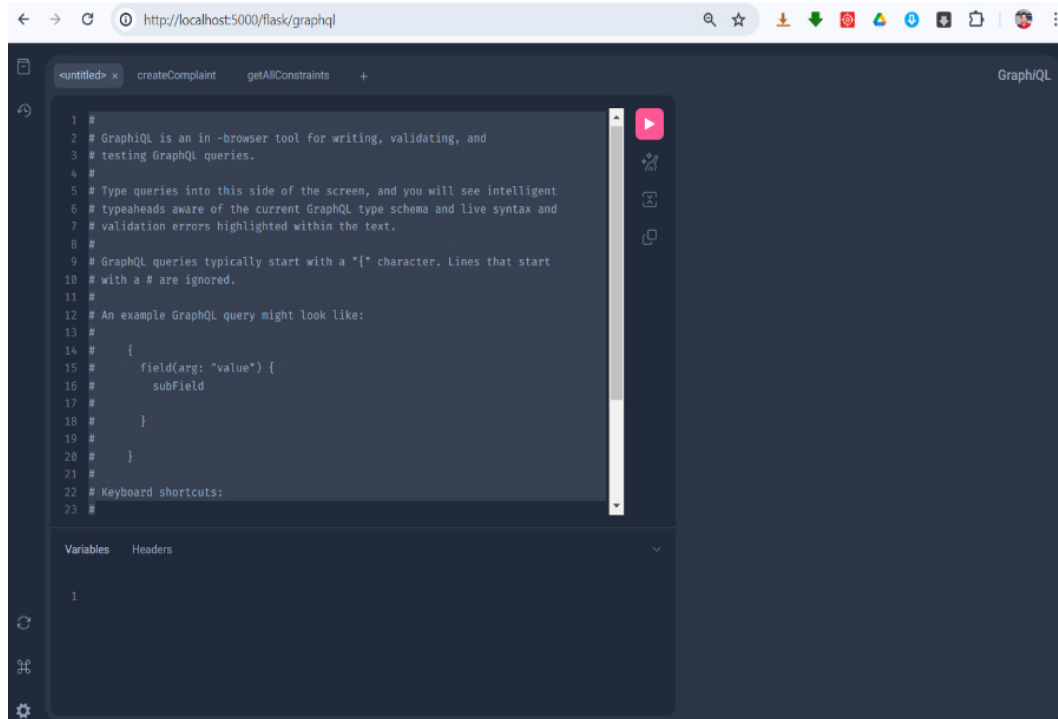 http://localhost:5000/flask/graphql
<untitled> × createComplaint getAllConstraints +
GraphiQL
1 #
2 # GraphiQL is an in -browser tool for writing, validating, and
3 # testing GraphQL queries.
4 #
5 # Type queries into this side of the screen, and you will see intelligent
6 # typeaheads aware of the current GraphQL type schema and live syntax and
7 # validation errors highlighted within the text.
8 #
9 # GraphQL queries typically start with a "{" character. Lines that start
10 # with a # are ignored.
11 #
12 # An example GraphQL query might look like:
13 #
14 # {
15 # field(arg: "value") {
16 # subField
17 #
18 # }
19 #
20 # }
21 #
22 # Keyboard shortcuts:
23 #
Variables Headers
1